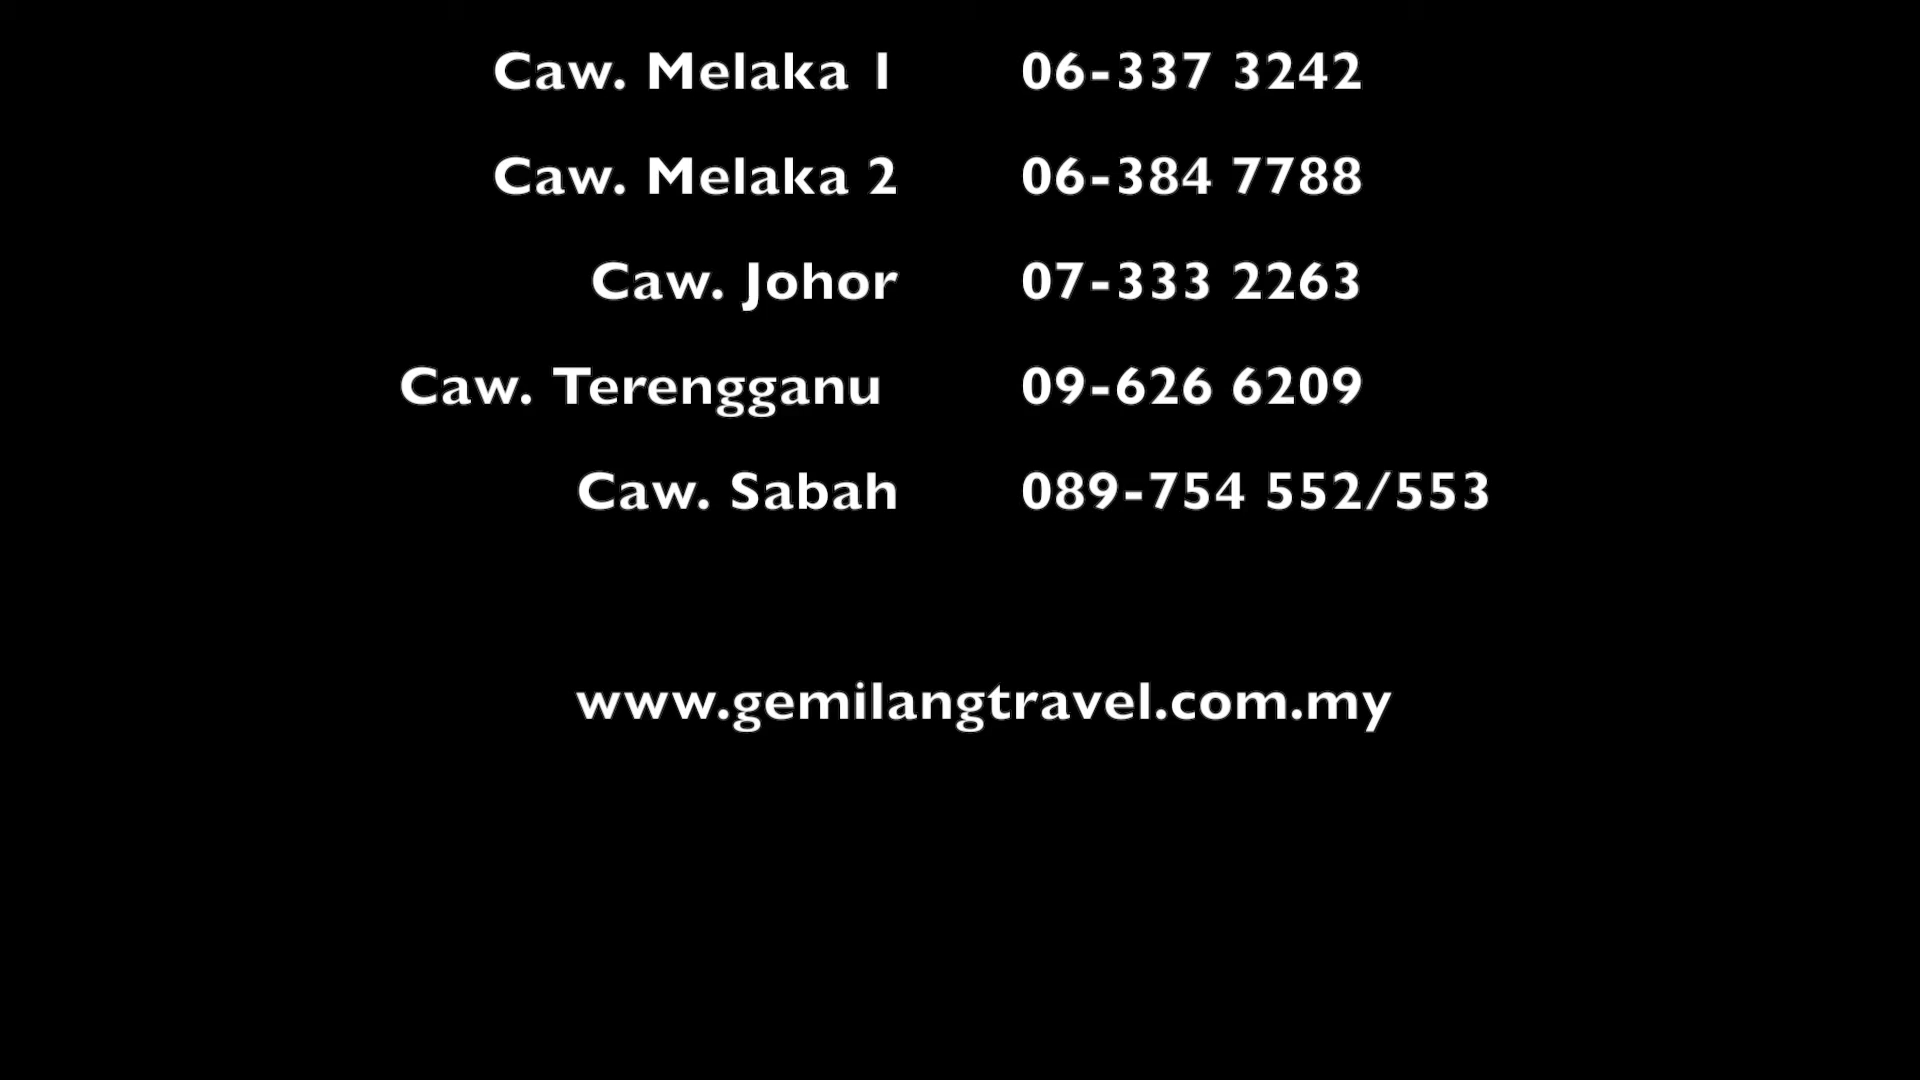 Caw. Melaka 1 06-337 3242
Caw. Melaka 2 06-384 7788
Caw. Johor 07-333 2263
Caw. Terengganu 09-626 6209
Caw. Sabah 089-754 552/553
www.gemilangtravel.com.my